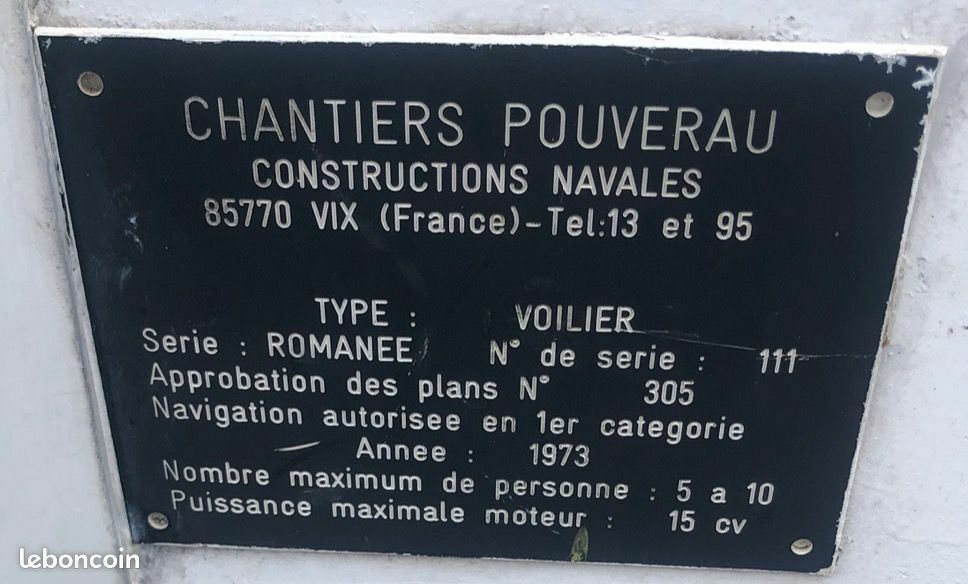 CHANTIERS POUVERAU
CONSTRUCTIONS NAVALES
85770 VIX (France)-Tel:13 et 95
TYPE : VOILIER
Serie : ROMANEE N° de serie : 111
Approbation des plans N° 305
Navigation autorisee en 1er categorie
Annee : 1973
Nombre maximum de personne : 5 a 10
Puissance maximale moteur : 15 cv
leboncoin